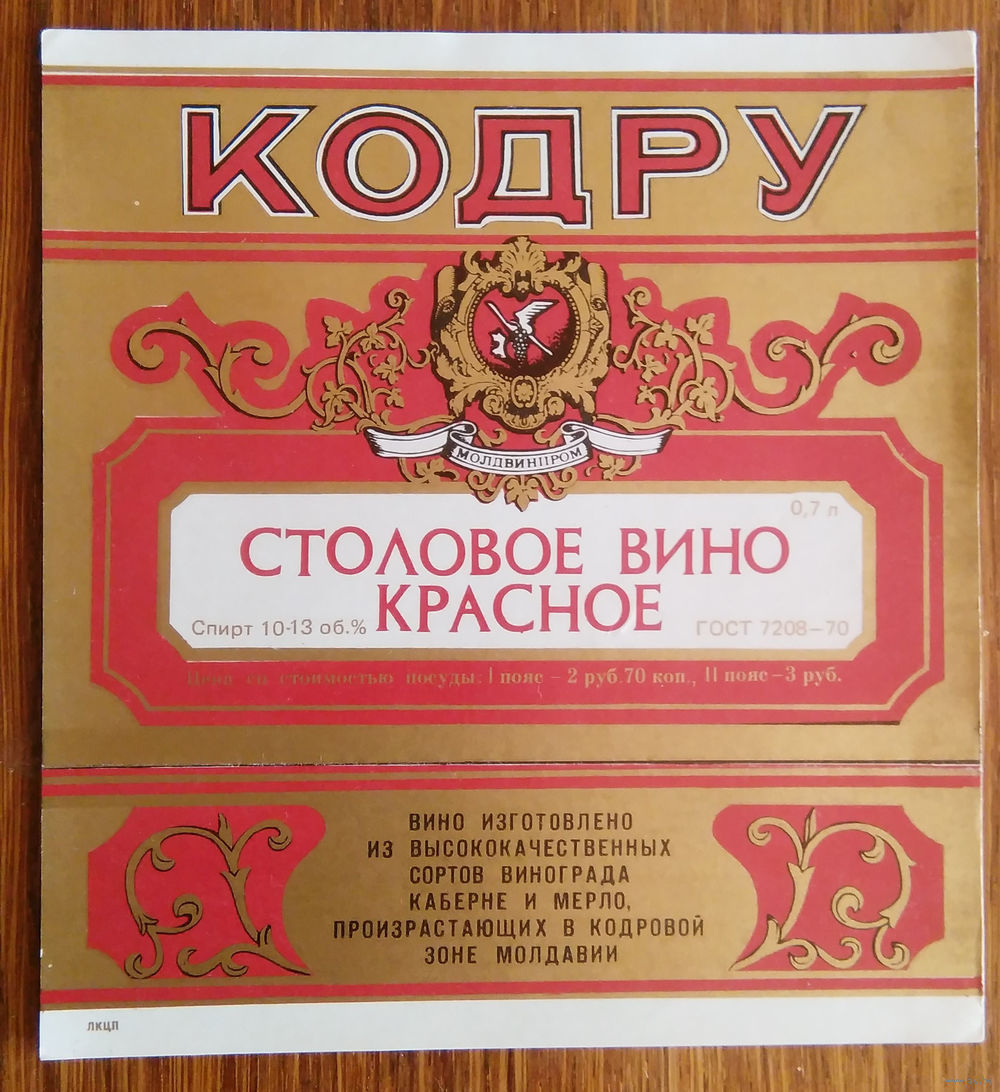 КОДРУ
МОЛДВИНПРОМ
0,7 л
СТОЛОВОЕ ВИНО
КРАСНОЕ
Спирт 10-13 об.%
ГОСТ 7208-70
Цена со стоимостью посуды: I пояс - 2 руб.70 коп., II пояс-3 руб.
ВИНО ИЗГОТОВЛЕНО
ИЗ ВЫСОКОКАЧЕСТВЕННЫХ
СОРТОВ ВИНОГРАДА
КАБЕРНЕ И МЕРЛО,
ПРОИЗРАСТАЮЩИХ В КОДРОВОЙ
ЗОНЕ МОЛДАВИИ
ЛКЦП